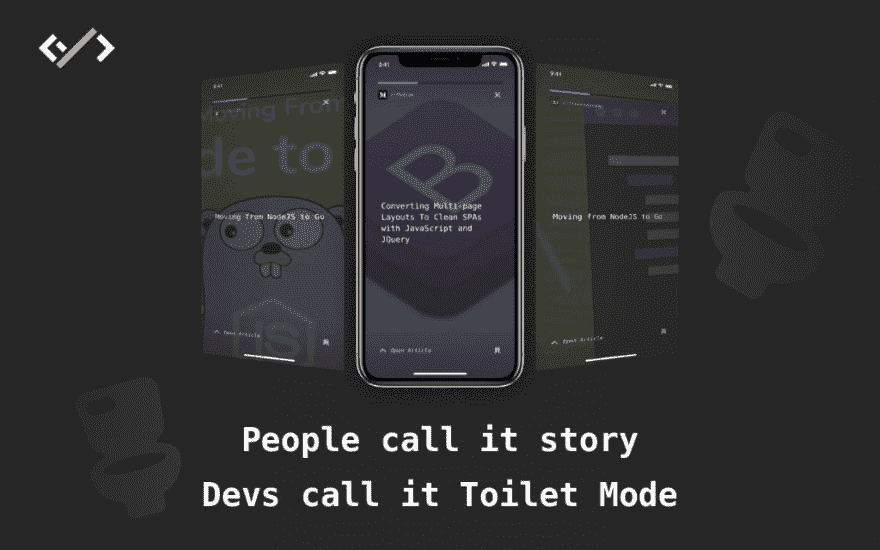 9:41
Moving From
de to
Moving from NodeJS to Go
Open Article
JS
9:41
M
Converting Multi-page
Layouts To Clean SPAs
with JavaScript and
JQuery
Open Article
9:41
Moving from NodeJS to Go
Open Article
People call it story
Devs call it Toilet Mode